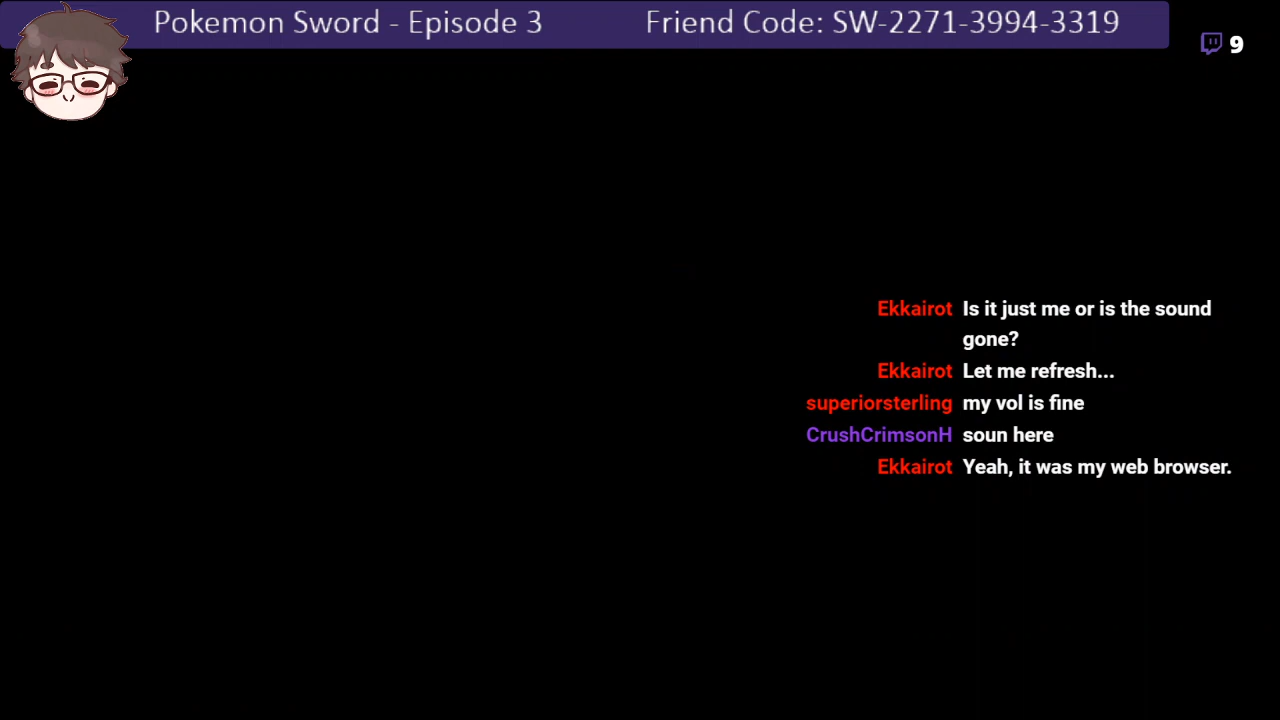 Pokemon Sword - Episode 3 Friend Code: SW-2271-3994-3319
9
Ekkairot Is it just me or is the sound
gone?
Ekkairot Let me refresh...
superiorsterling my vol is fine
CrushCrimsonH soun here
Ekkairot Yeah, it was my web browser.